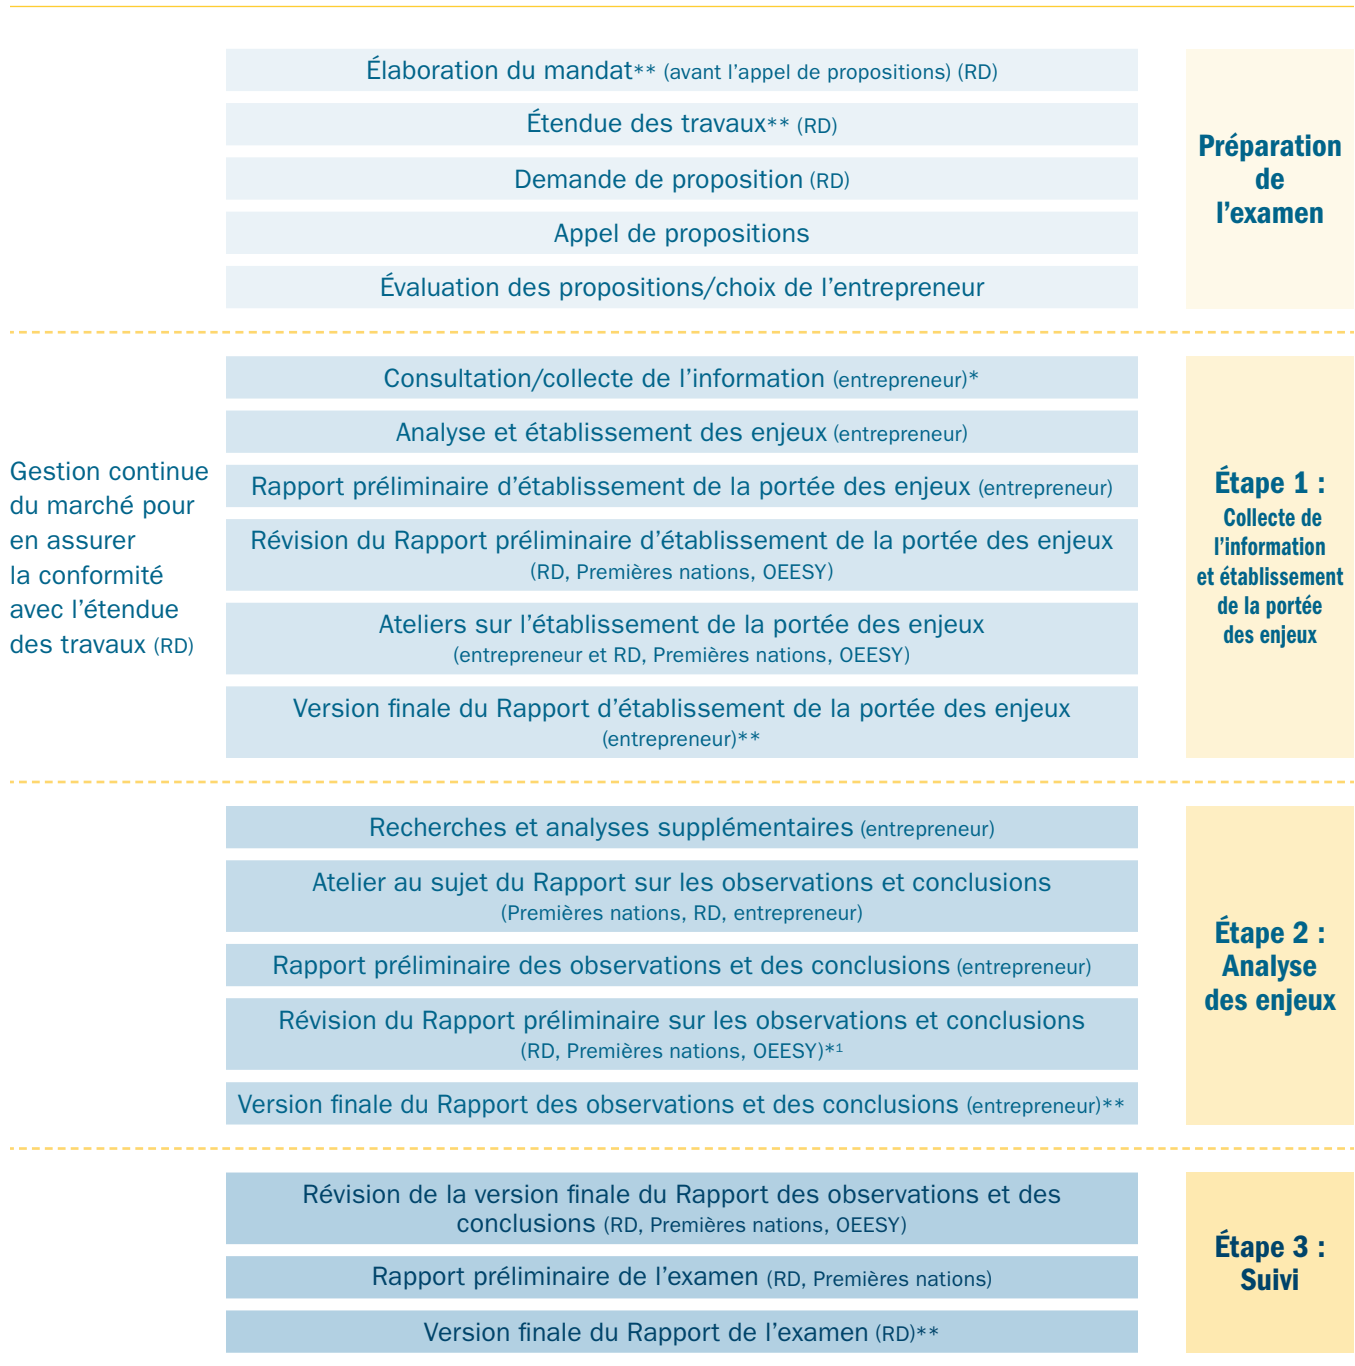 Élaboration du mandat** (avant l'appel de propositions) (RD)
Étendue des travaux** (RD)
Demande de proposition (RD)
Appel de propositions
Évaluation des propositions/choix de l'entrepreneur
Préparation
de
l'examen
Gestion continue
du marché pour
en assurer
la conformité
avec l'étendue
des travaux (RD)
Consultation/collecte de l'information (entrepreneur)*
Analyse et établissement des enjeux (entrepreneur)
Rapport préliminaire d'établissement de la portée des enjeux (entrepreneur)
Révision du Rapport préliminaire d'établissement de la portée des enjeux
(RD, Premières nations, OEESY)
Ateliers sur l'établissement de la portée des enjeux
(entrepreneur et RD, Premières nations, OEESY)
Version finale du Rapport d'établissement de la portée des enjeux
(entrepreneur)**
Étape 1 :
Collecte de
l'information
et établissement
de la portée
des enjeux
Recherches et analyses supplémentaires (entrepreneur)
Atelier au sujet du Rapport sur les observations et conclusions
(Premières nations, RD, entrepreneur)
Rapport préliminaire des observations et des conclusions (entrepreneur)
Révision du Rapport préliminaire sur les observations et conclusions
(RD, Premières nations, OEESY)*¹
Version finale du Rapport des observations et des conclusions (entrepreneur)**
Étape 2 :
Analyse
des enjeux
Révision de la version finale du Rapport des observations et des
conclusions (RD, Premières nations, OEESY)
Rapport préliminaire de l'examen (RD, Premières nations)
Version finale du Rapport de l'examen (RD)**
Étape 3 :
Suivi